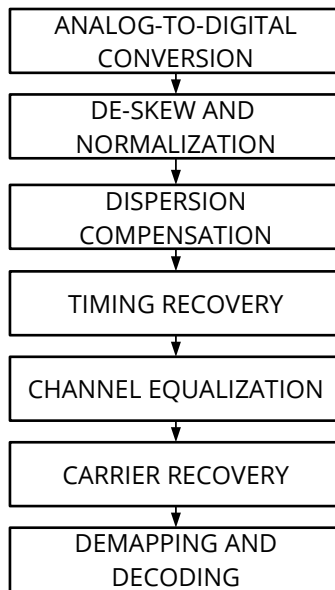 ANALOG-TO-DIGITAL
CONVERSION
DE-SKEW AND
NORMALIZATION
DISPERSION
COMPENSATION
TIMING RECOVERY
CHANNEL EQUALIZATION
CARRIER RECOVERY
DEMAPPING AND
DECODING